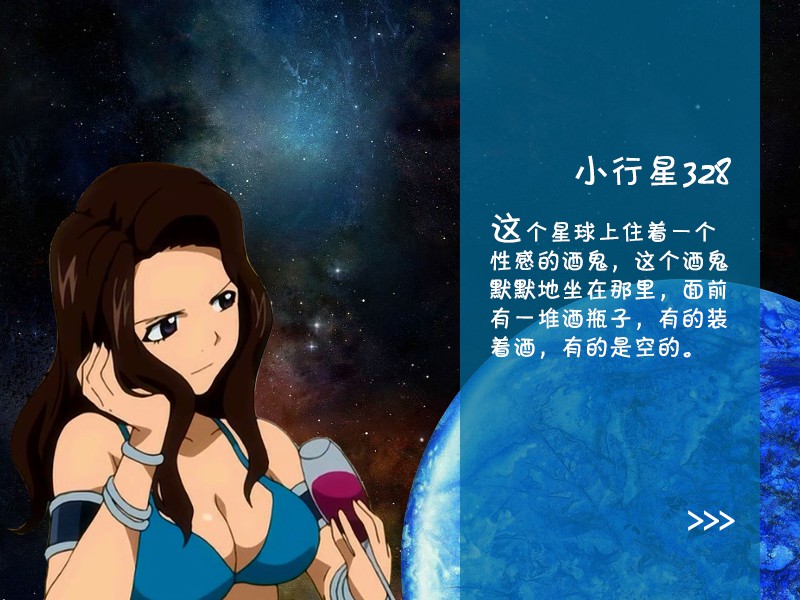 小行星328
这个星球上住着一个
性感的酒鬼，这个酒鬼
默默地坐在那里，面前
有一堆酒瓶子，有的装
着酒，有的是空的。
>>>